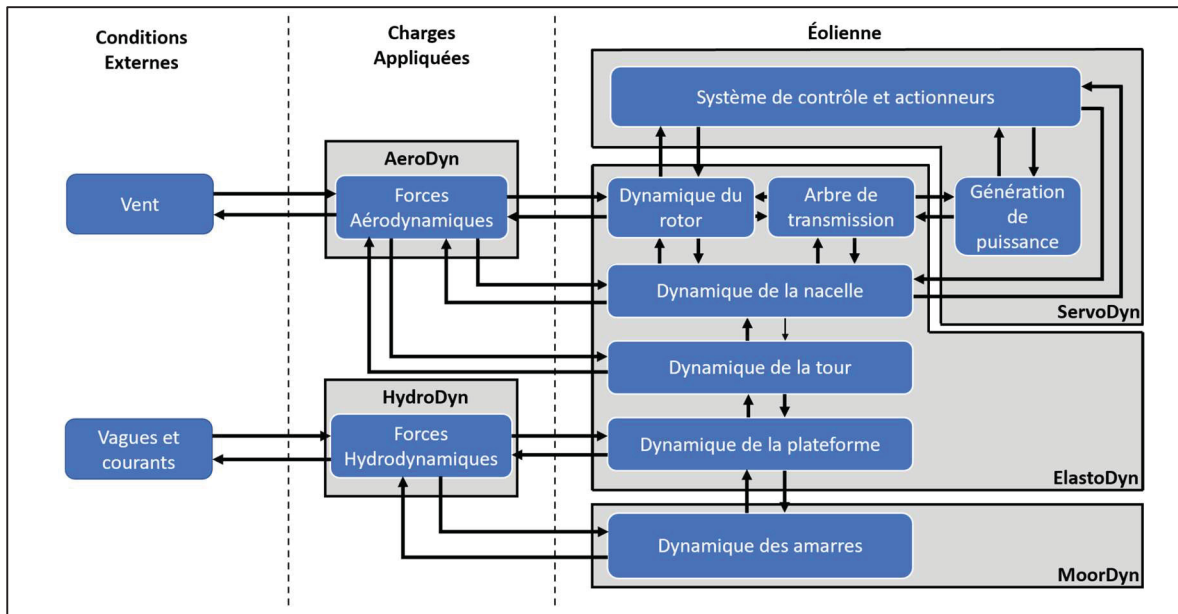 Conditions
Externes
Charges
Appliquées
Éolienne
Système de contrôle et actionneurs
AeroDyn
Vent
Forces
Aérodynamiques
Dynamique du
rotor
Arbre de
transmission
Génération
de
puissance
Dynamique de la nacelle
ServoDyn
Dynamique de la tour
HydroDyn
Vagues et
courants
Forces
Hydrodynamiques
Dynamique de la plateforme
ElastoDyn
Dynamique des amarres
MoorDyn